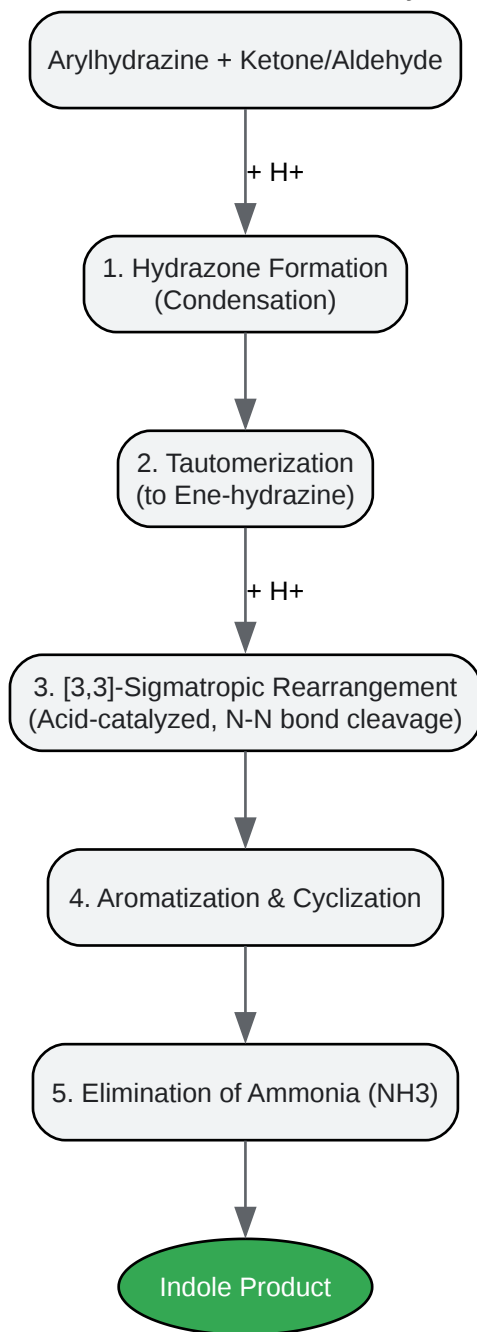 Arylhydrazine + Ketone/Aldehyde
+ H+
1. Hydrazone Formation
(Condensation)
2. Tautomerization
(to Ene-hydrazine)
+ H+
3. [3,3]-Sigmatropic Rearrangement
(Acid-catalyzed, N-N bond cleavage)
4. Aromatization & Cyclization
5. Elimination of Ammonia (NH3)
Indole Product